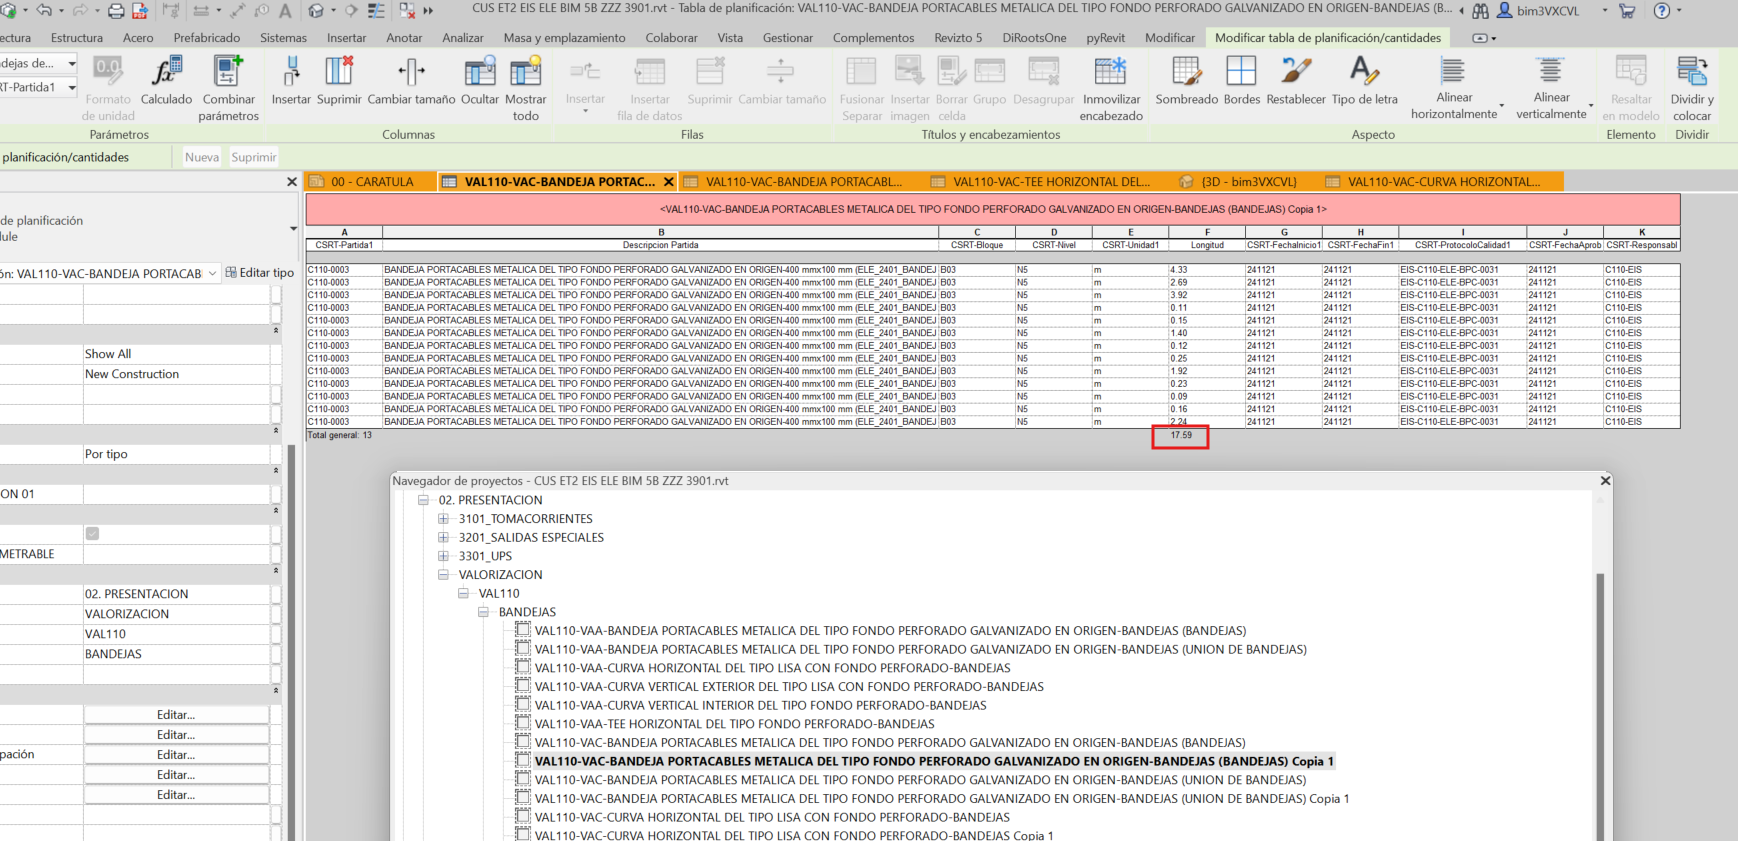 CUS ET2 EIS ELE BIM 5B ZZZ 3901.rvt - Tabla de planificación: VAL110-VAC-BANDEJA PORTACABLES METALICA DEL TIPO FONDO PERFORADO GALVANIZADO EN ORIGEN-BANDEJAS (B...
bim3VXCVL
ectura Estructura Acero Prefabricado Sistemas Insertar Anotar Analizar Masa y emplazamiento Colaborar Vista Gestionar Complementos Revizto 5 DiRootsOne pyRevit Modificar Modificar tabla de planificación/cantidades
dejas de...
RT-Partida1
Formato de unidad Calculado Combinar parámetros Insertar Suprimir Cambiar tamaño Ocultar Mostrar todo Insertar Insertar fila de datos Suprimir Cambiar tamaño Fusionar Separar Insertar imagen Borrar celda Grupo Desagrupar Inmovilizar encabezado Sombreado Bordes Restablecer Tipo de letra Alinear horizontalmente Alinear verticalmente Resaltar en modelo Dividir y colocar
Parámetros Columnas Filas Títulos y encabezamientos Aspecto Elemento Dividir
planificación/cantidades Nueva Suprimir
00 - CARATULA VAL110-VAC-BANDEJA PORTAC... VAL110-VAC-BANDEJA PORTACABL... VAL110-VAC-TEE HORIZONTAL DEL... {3D - bim3VXCVL} VAL110-VAC-CURVA HORIZONTAL...
de planificación
ule
ón: VAL110-VAC-BANDEJA PORTACAB Editar tipo
Show All
New Construction
Por tipo
ON 01
METRABLE
02. PRESENTACION
VALORIZACION
VAL110
BANDEJAS
Editar...
Editar...
pación Editar...
Editar...
Editar...
<VAL110-VAC-BANDEJA PORTACABLES METALICA DEL TIPO FONDO PERFORADO GALVANIZADO EN ORIGEN-BANDEJAS (BANDEJAS) Copia 1>
A B C D E F G H I J K
CSRT-Partida1 Descripcion Partida CSRT-Bloque CSRT-Nivel CSRT-Unidad1 Longitud CSRT-FechaInicio1 CSRT-FechaFin1 CSRT-ProtocoloCalidad1 CSRT-FechaAprob CSRT-Responsabl
C110-0003 BANDEJA PORTACABLES METALICA DEL TIPO FONDO PERFORADO GALVANIZADO EN ORIGEN-400 mmx100 mm (ELE_2401_BANDEJ B03 N5 m 4.33 241121 241121 EIS-C110-ELE-BPC-0031 241121 C110-EIS
C110-0003 BANDEJA PORTACABLES METALICA DEL TIPO FONDO PERFORADO GALVANIZADO EN ORIGEN-400 mmx100 mm (ELE_2401_BANDEJ B03 N5 m 2.69 241121 241121 EIS-C110-ELE-BPC-0031 241121 C110-EIS
C110-0003 BANDEJA PORTACABLES METALICA DEL TIPO FONDO PERFORADO GALVANIZADO EN ORIGEN-400 mmx100 mm (ELE_2401_BANDEJ B03 N5 m 3.92 241121 241121 EIS-C110-ELE-BPC-0031 241121 C110-EIS
C110-0003 BANDEJA PORTACABLES METALICA DEL TIPO FONDO PERFORADO GALVANIZADO EN ORIGEN-400 mmx100 mm (ELE_2401_BANDEJ B03 N5 m 0.11 241121 241121 EIS-C110-ELE-BPC-0031 241121 C110-EIS
C110-0003 BANDEJA PORTACABLES METALICA DEL TIPO FONDO PERFORADO GALVANIZADO EN ORIGEN-400 mmx100 mm (ELE_2401_BANDEJ B03 N5 m 0.15 241121 241121 EIS-C110-ELE-BPC-0031 241121 C110-EIS
C110-0003 BANDEJA PORTACABLES METALICA DEL TIPO FONDO PERFORADO GALVANIZADO EN ORIGEN-400 mmx100 mm (ELE_2401_BANDEJ B03 N5 m 1.40 241121 241121 EIS-C110-ELE-BPC-0031 241121 C110-EIS
C110-0003 BANDEJA PORTACABLES METALICA DEL TIPO FONDO PERFORADO GALVANIZADO EN ORIGEN-400 mmx100 mm (ELE_2401_BANDEJ B03 N5 m 0.12 241121 241121 EIS-C110-ELE-BPC-0031 241121 C110-EIS
C110-0003 BANDEJA PORTACABLES METALICA DEL TIPO FONDO PERFORADO GALVANIZADO EN ORIGEN-400 mmx100 mm (ELE_2401_BANDEJ B03 N5 m 0.25 241121 241121 EIS-C110-ELE-BPC-0031 241121 C110-EIS
C110-0003 BANDEJA PORTACABLES METALICA DEL TIPO FONDO PERFORADO GALVANIZADO EN ORIGEN-400 mmx100 mm (ELE_2401_BANDEJ B03 N5 m 1.92 241121 241121 EIS-C110-ELE-BPC-0031 241121 C110-EIS
C110-0003 BANDEJA PORTACABLES METALICA DEL TIPO FONDO PERFORADO GALVANIZADO EN ORIGEN-400 mmx100 mm (ELE_2401_BANDEJ B03 N5 m 0.23 241121 241121 EIS-C110-ELE-BPC-0031 241121 C110-EIS
C110-0003 BANDEJA PORTACABLES METALICA DEL TIPO FONDO PERFORADO GALVANIZADO EN ORIGEN-400 mmx100 mm (ELE_2401_BANDEJ B03 N5 m 0.09 241121 241121 EIS-C110-ELE-BPC-0031 241121 C110-EIS
C110-0003 BANDEJA PORTACABLES METALICA DEL TIPO FONDO PERFORADO GALVANIZADO EN ORIGEN-400 mmx100 mm (ELE_2401_BANDEJ B03 N5 m 0.16 241121 241121 EIS-C110-ELE-BPC-0031 241121 C110-EIS
C110-0003 BANDEJA PORTACABLES METALICA DEL TIPO FONDO PERFORADO GALVANIZADO EN ORIGEN-400 mmx100 mm (ELE_2401_BANDEJ B03 N5 m 2.24 241121 241121 EIS-C110-ELE-BPC-0031 241121 C110-EIS
Total general: 13 17.59
Navegador de proyectos - CUS ET2 EIS ELE BIM 5B ZZZ 3901.rvt
02. PRESENTACION
3101_TOMACORRIENTES
3201_SALIDAS ESPECIALES
3301_UPS
VALORIZACION
VAL110
BANDEJAS
VAL110-VAA-BANDEJA PORTACABLES METALICA DEL TIPO FONDO PERFORADO GALVANIZADO EN ORIGEN-BANDEJAS (BANDEJAS)
VAL110-VAA-BANDEJA PORTACABLES METALICA DEL TIPO FONDO PERFORADO GALVANIZADO EN ORIGEN-BANDEJAS (UNION DE BANDEJAS)
VAL110-VAA-CURVA HORIZONTAL DEL TIPO LISA CON FONDO PERFORADO-BANDEJAS
VAL110-VAA-CURVA VERTICAL EXTERIOR DEL TIPO LISA CON FONDO PERFORADO-BANDEJAS
VAL110-VAA-CURVA VERTICAL INTERIOR DEL TIPO FONDO PERFORADO-BANDEJAS
VAL110-VAA-TEE HORIZONTAL DEL TIPO FONDO PERFORADO-BANDEJAS
VAL110-VAC-BANDEJA PORTACABLES METALICA DEL TIPO FONDO PERFORADO GALVANIZADO EN ORIGEN-BANDEJAS (BANDEJAS)
VAL110-VAC-BANDEJA PORTACABLES METALICA DEL TIPO FONDO PERFORADO GALVANIZADO EN ORIGEN-BANDEJAS (BANDEJAS) Copia 1
VAL110-VAC-BANDEJA PORTACABLES METALICA DEL TIPO FONDO PERFORADO GALVANIZADO EN ORIGEN-BANDEJAS (UNION DE BANDEJAS)
VAL110-VAC-BANDEJA PORTACABLES METALICA DEL TIPO FONDO PERFORADO GALVANIZADO EN ORIGEN-BANDEJAS (UNION DE BANDEJAS) Copia 1
VAL110-VAC-CURVA HORIZONTAL DEL TIPO LISA CON FONDO PERFORADO-BANDEJAS
VAL110-VAC-CURVA HORIZONTAL DEL TIPO LISA CON FONDO PERFORADO-BANDEJAS Copia 1